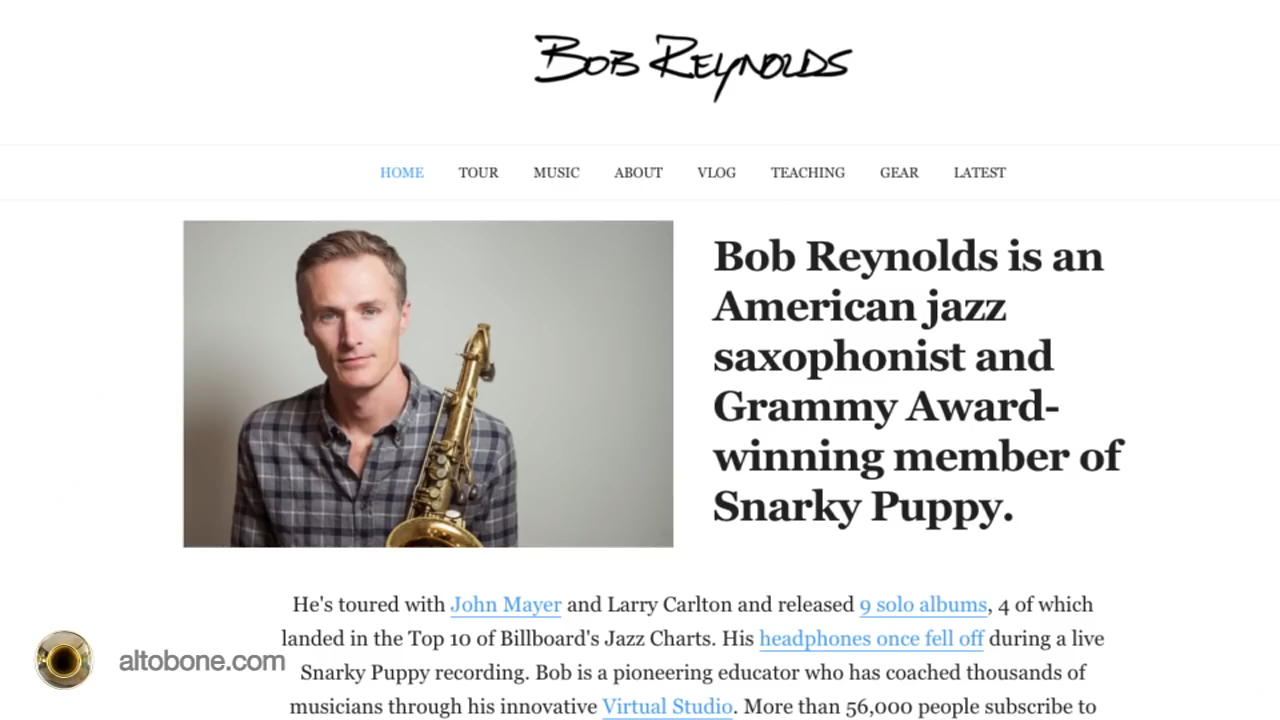 BOB REYNOLDS
HOME TOUR MUSIC ABOUT VLOG TEACHING GEAR LATEST
Bob Reynolds is an
American jazz
saxophonist and
Grammy Award-
winning member of
Snarky Puppy.
He's toured with John Mayer and Larry Carlton and released 9 solo albums, 4 of which
landed in the Top 10 of Billboard's Jazz Charts. His headphones once fell off during a live
Snarky Puppy recording. Bob is a pioneering educator who has coached thousands of
musicians through his innovative Virtual Studio. More than 56,000 people subscribe to
altobone.com